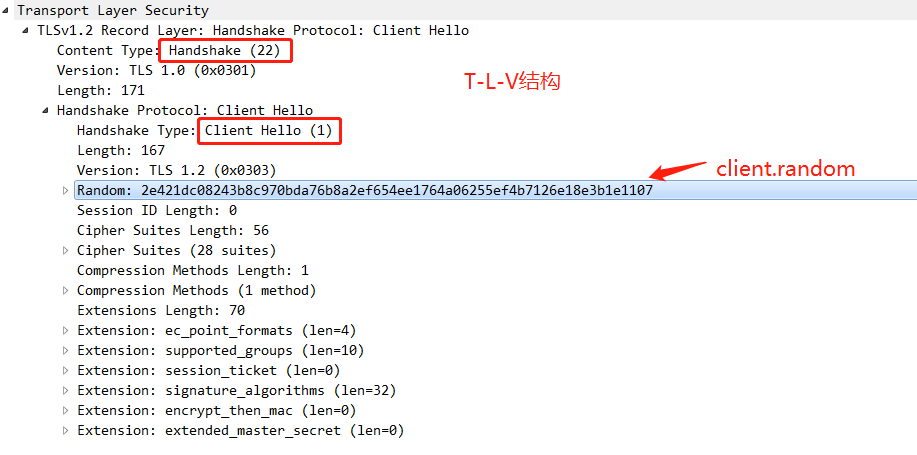 Transport Layer Security
TLSv1.2 Record Layer: Handshake Protocol: Client Hello
Content Type: Handshake (22)
Version: TLS 1.0 (0x0301)
T-L-V结构
Length: 171
Handshake Protocol: Client Hello
Handshake Type: Client Hello (1)
Length: 167
Version: TLS 1.2 (0x0303)
client.random
Random: 2e421dc08243b8c970bda76b8a2ef654ee1764a06255ef4b7126e18e3b1e1107
Session ID Length: 0
Cipher Suites Length: 56
Cipher Suites (28 suites)
Compression Methods Length: 1
Compression Methods (1 method)
Extensions Length: 70
Extension: ec_point_formats (len=4)
Extension: supported_groups (len=10)
Extension: session_ticket (len=0)
Extension: signature_algorithms (len=32)
Extension: encrypt_then_mac (len=0)
Extension: extended_master_secret (len=0)